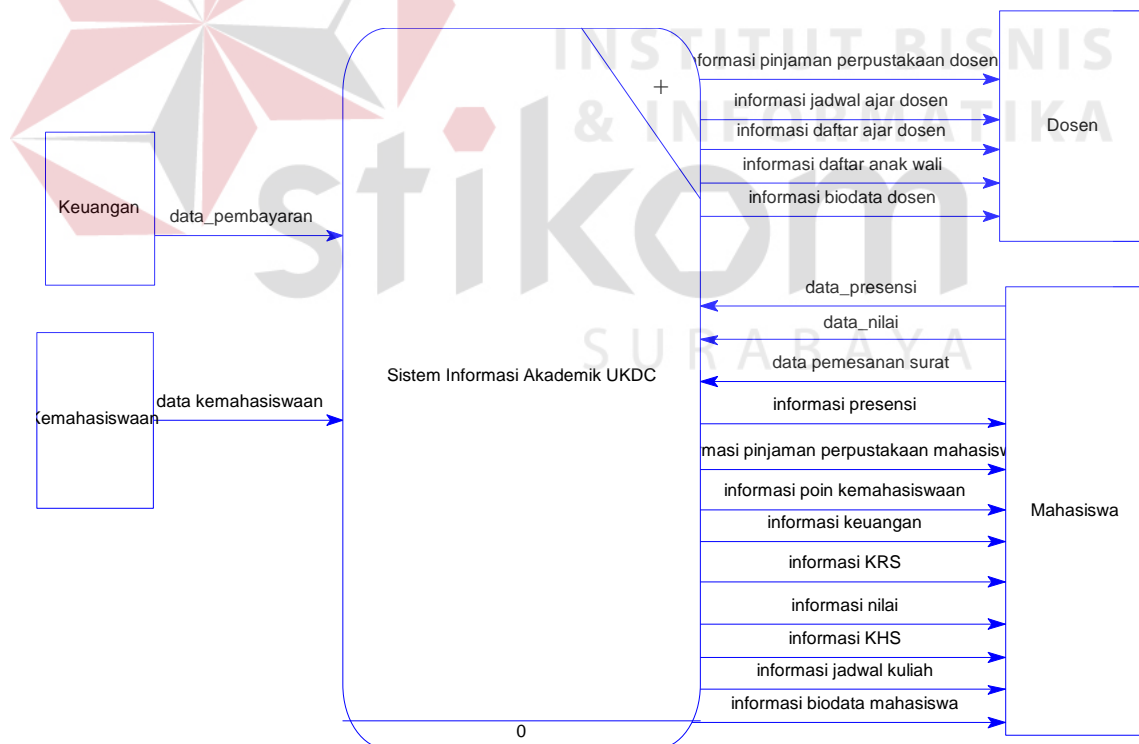 INSTITUT BISNIS
& INFORMATIKA
stikom
SURABAYA
Keuangan
data_pembayaran
Kemahasiswaan
data kemahasiswaan
Sistem Informasi Akademik UKDC
+
0
nformasi pinjaman perpustakaan dosen
informasi jadwal ajar dosen
informasi daftar ajar dosen
informasi daftar anak wali
informasi biodata dosen
Dosen
data_presensi
data_nilai
data pemesanan surat
informasi presensi
rmasi pinjaman perpustakaan mahasisw
informasi poin kemahasiswaan
informasi keuangan
informasi KRS
informasi nilai
informasi KHS
informasi jadwal kuliah
informasi biodata mahasiswa
Mahasiswa